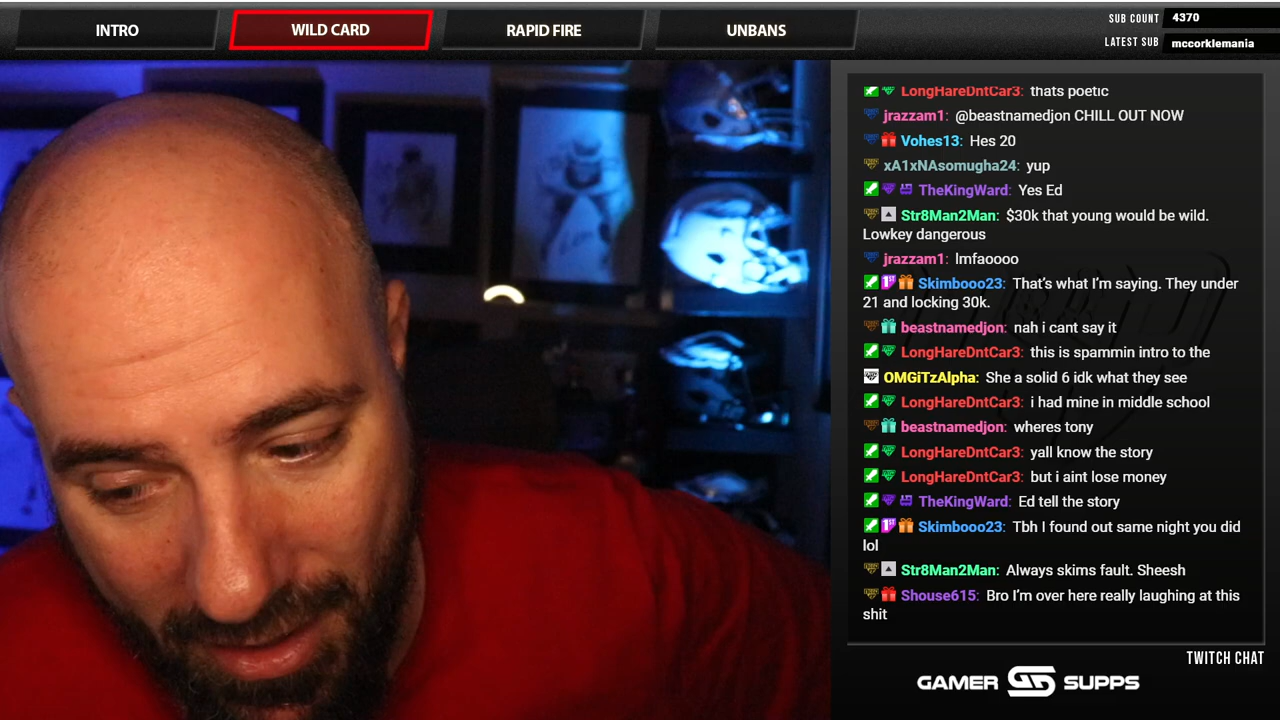 INTRO
WILD CARD
RAPID FIRE
UNBANS
SUB COUNT 4370
LATEST SUB mccorklemania
LongHareDntCar3: thats poetic
jrazzam1: @beastnamedjon CHILL OUT NOW
Vohes13: Hes 20
xA1xNAsomugha24: yup
TheKingWard: Yes Ed
Str8Man2Man: $30k that young would be wild.
Lowkey dangerous
jrazzam1: lmfaoooo
Skimbooo23: That’s what I’m saying. They under
21 and locking 30k.
beastnamedjon: nah i cant say it
LongHareDntCar3: this is spammin intro to the
OMGiTzAlpha: She a solid 6 idk what they see
LongHareDntCar3: i had mine in middle school
beastnamedjon: wheres tony
LongHareDntCar3: yall know the story
LongHareDntCar3: but i aint lose money
TheKingWard: Ed tell the story
Skimbooo23: Tbh I found out same night you did
lol
Str8Man2Man: Always skims fault. Sheesh
Shouse615: Bro I’m over here really laughing at this
shit
TWITCH CHAT
GAMER SUPPS